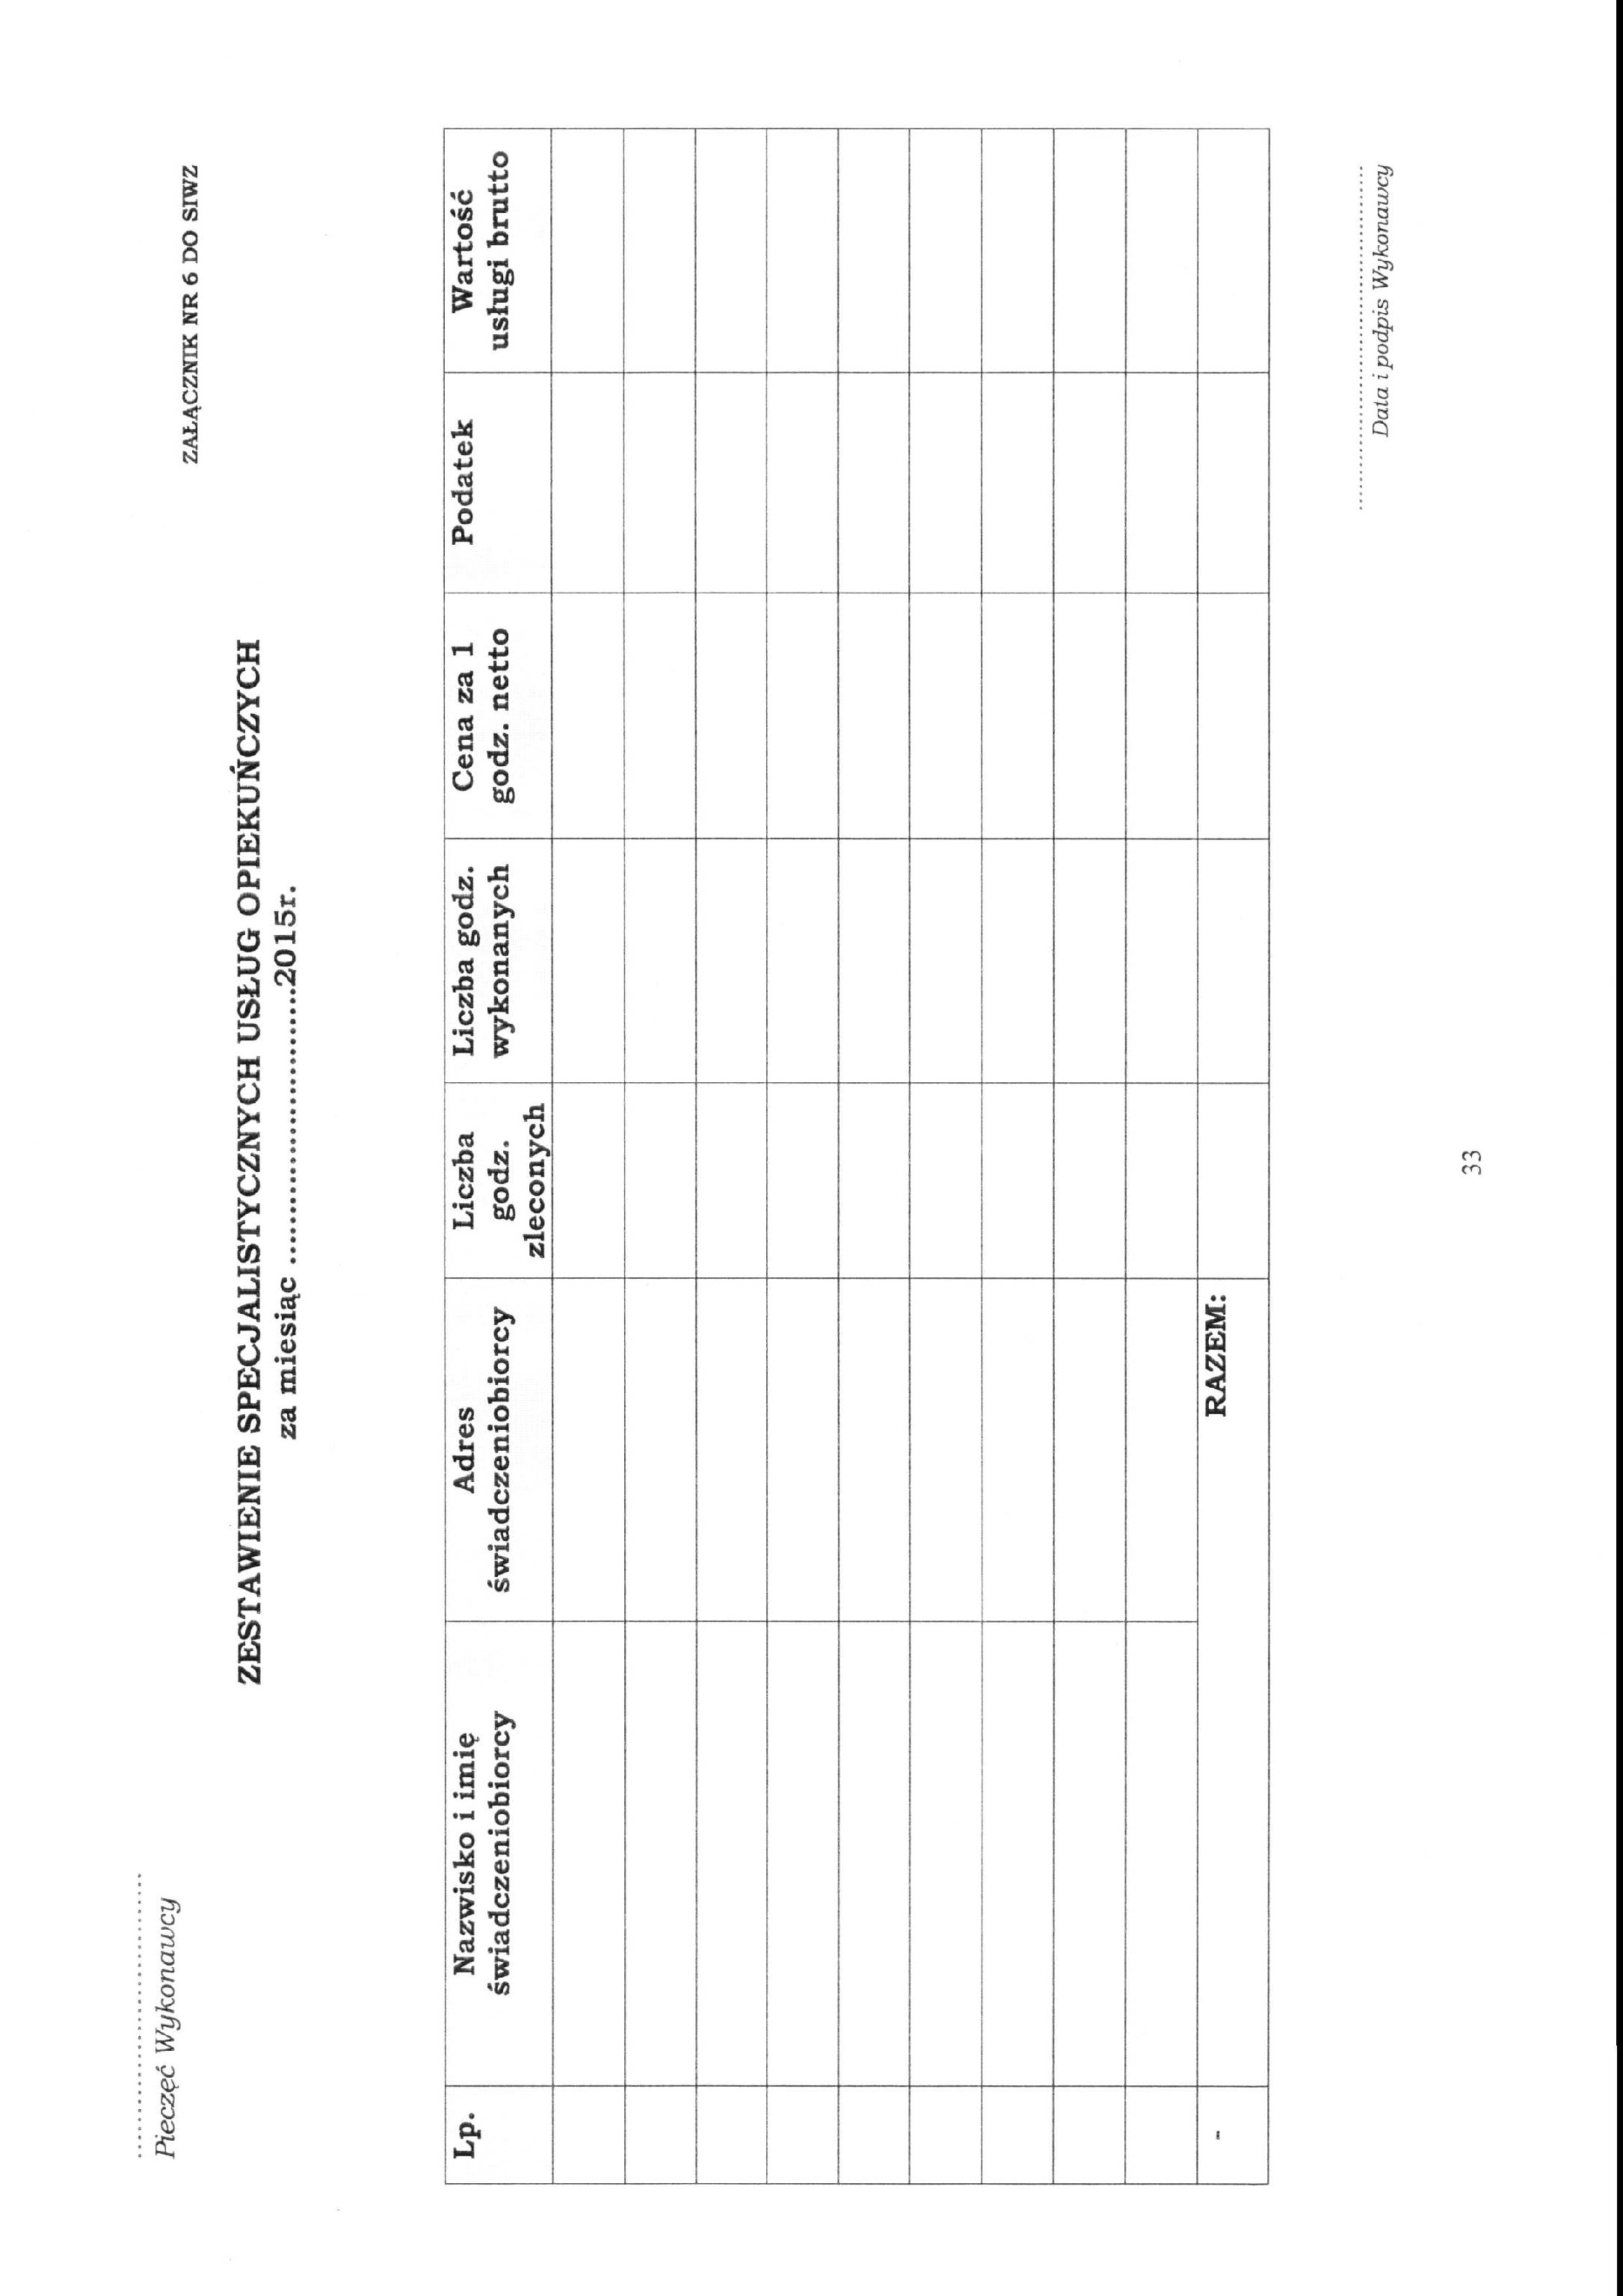 ........................................
Pieczęć Wykonawcy
ZAŁĄCZNIK NR 6 DO SIWZ
ZESTAWIENIE SPECJALISTYCZNYCH USŁUG OPIEKUŃCZYCH
za miesiąc ..............................2015r.
Lp.
Nazwisko i imię
świadczeniobiorcy
Adres
świadczeniobiorcy
Liczba
godz.
zleconych
Liczba godz.
wykonanych
Cena za 1
godz. netto
Podatek
Wartość
usługi brutto
-
RAZEM:
........................................
Data i podpis Wykonawcy
33